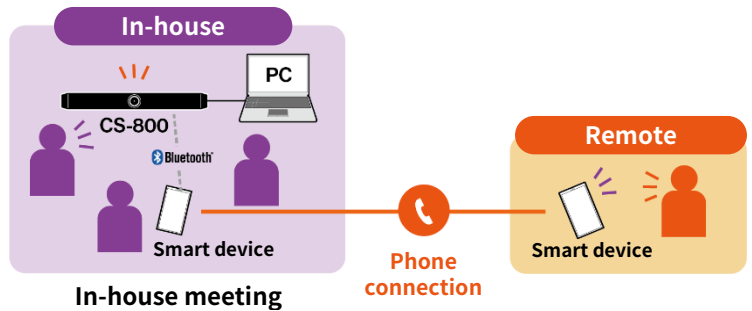 In-house
PC
CS-800
Bluetooth®
Smart device
In-house meeting
Phone
connection
Remote
Smart device